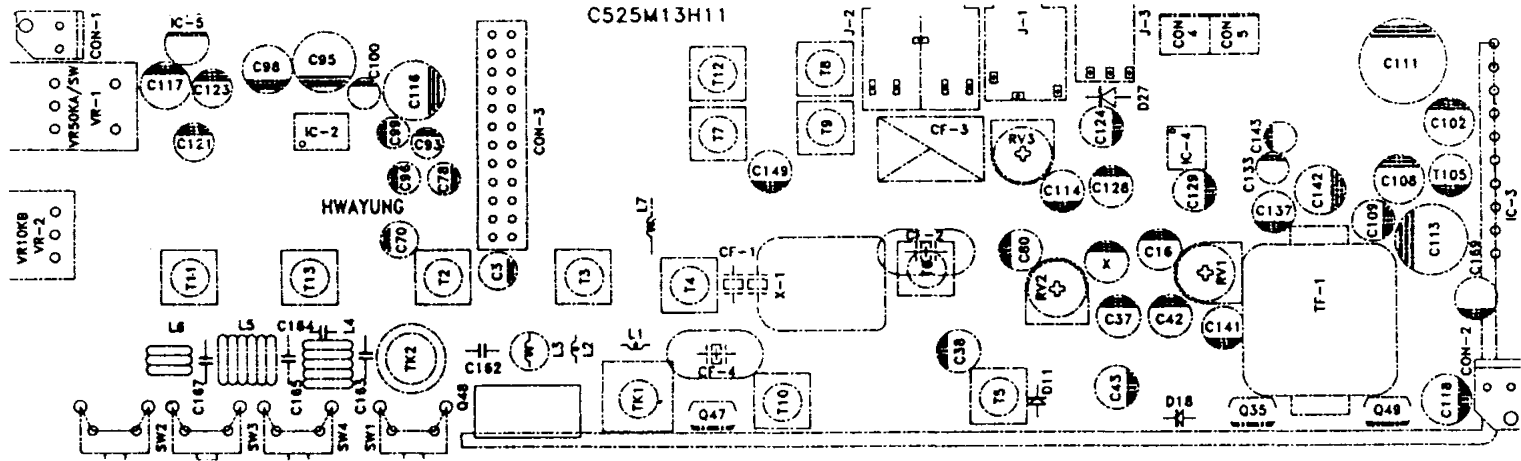 C525M13H11
CON-1
IC-5
C117
C123
C98
C95
C100
C116
VR50KA/SW
VR-1
C121
IC-2
C99
C93
C96
C78
HWAYUNG
C70
VR10KB
VR-2
CON-3
T12
T8
T7
T9
C149
J-2
J-1
J-3
CON 4
CON 5
D27
CF-3
RV3
C124
IC-4
C114
C128
C129
C143
C133
C137
C142
C111
C102
C108
T105
C109
C113
IC-3
C169
L7
T11
T13
T2
C3
T3
T4
CF-1
X-1
CF-2
T6
C80
RV2
X
C16
RV1
C37
C42
C141
TF-1
L6
C167
L5
C164
C165
L4
C163
TK2
C162
L3
L2
L1
CF-4
C38
T5
D11
C43
D18
Q35
Q49
CON-2
C118
SW2
SW3
SW4
SW1
Q48
TK1
Q47
T10